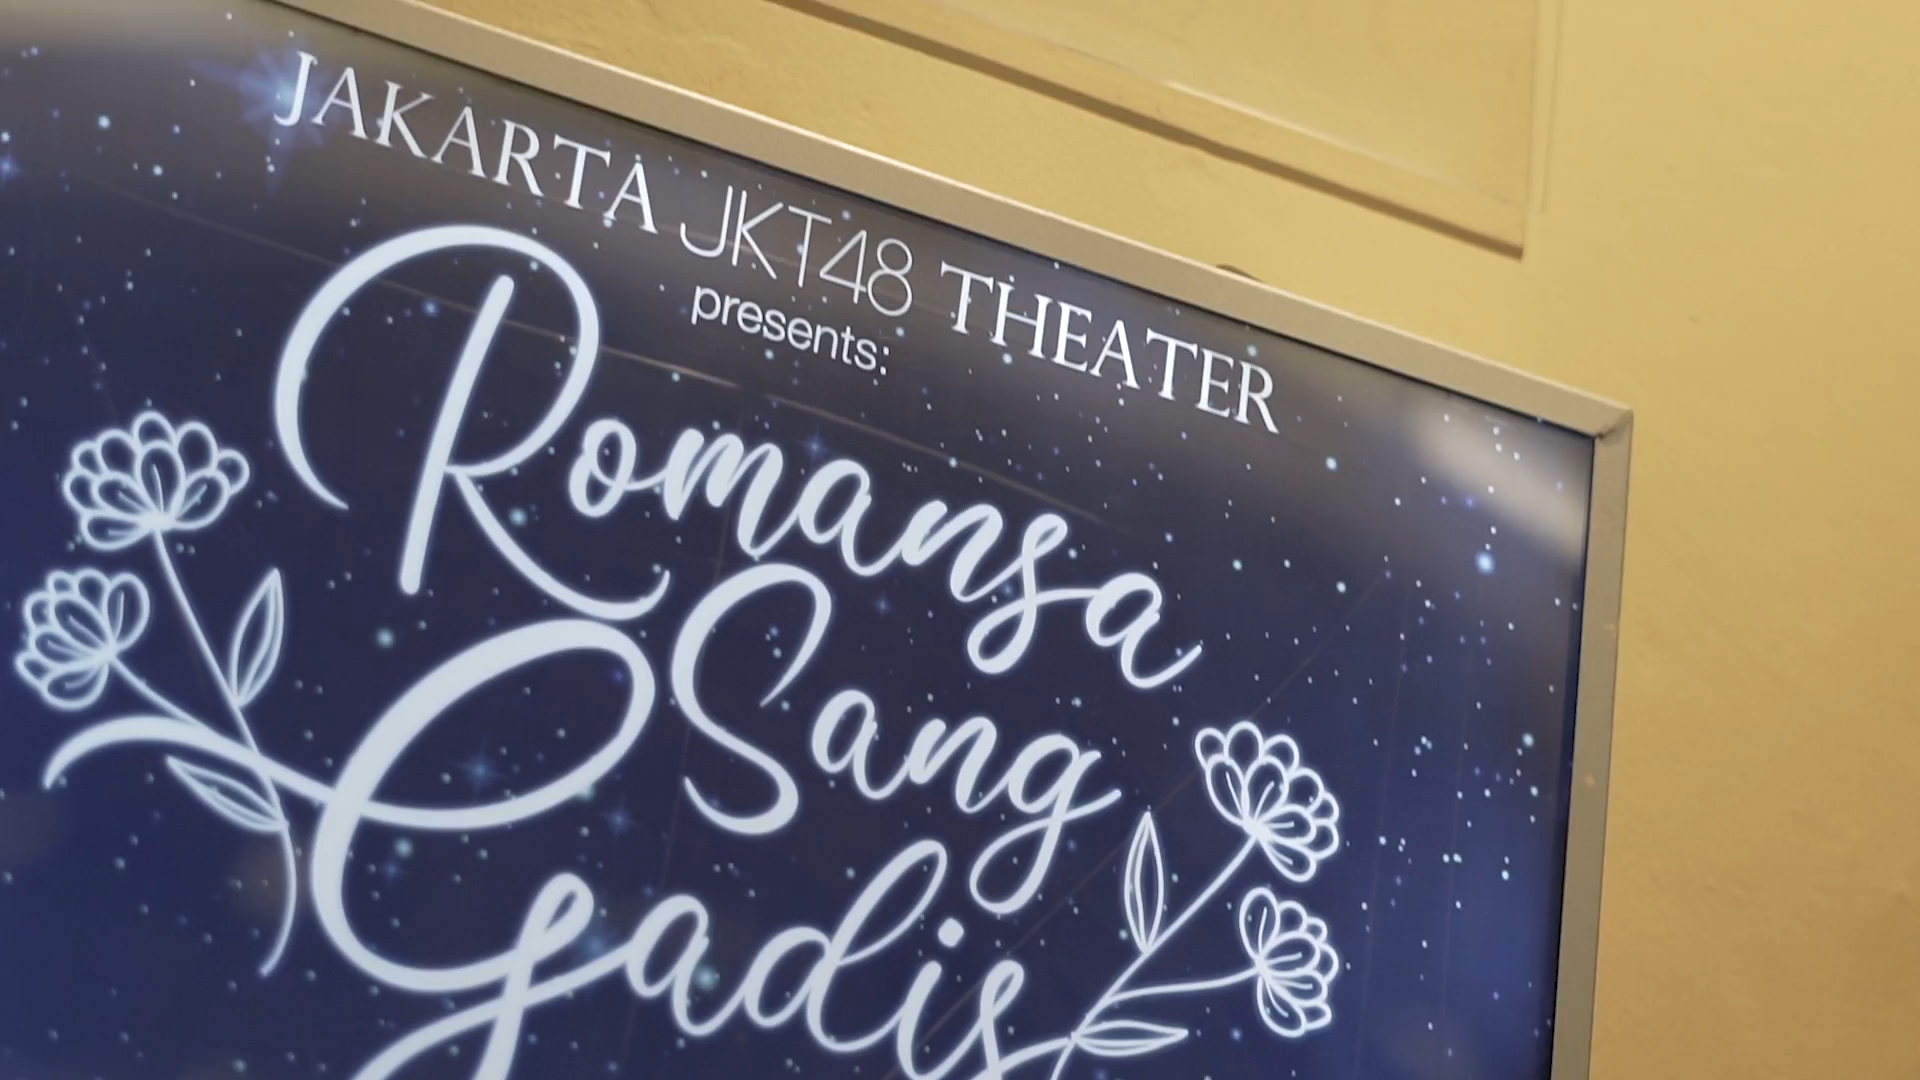 JAKARTA JKT48 THEATER
presents:
Romansa
Sang
Gadis